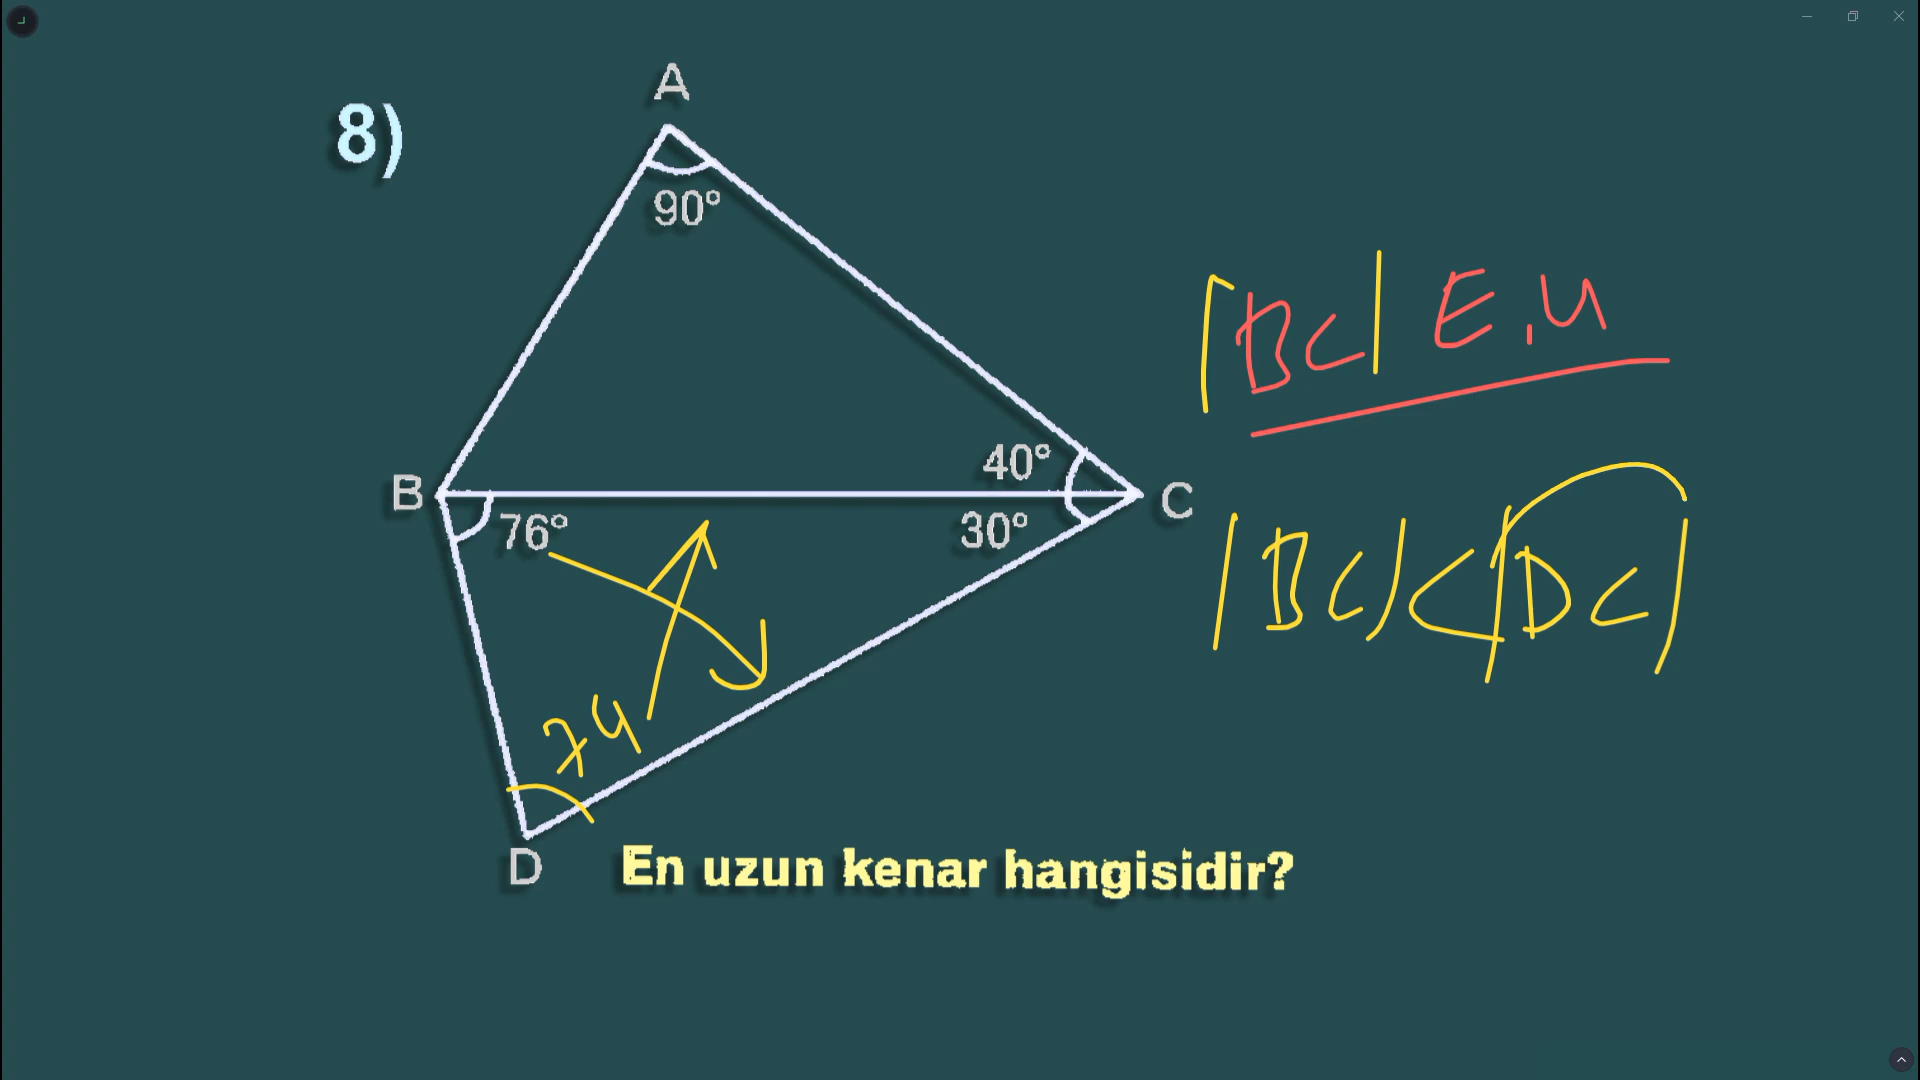 8)
A
90°
|BC| E.U
B
40°
C
76°
30°
|BC|<|DC|
74
D
En uzun kenar hangisidir?